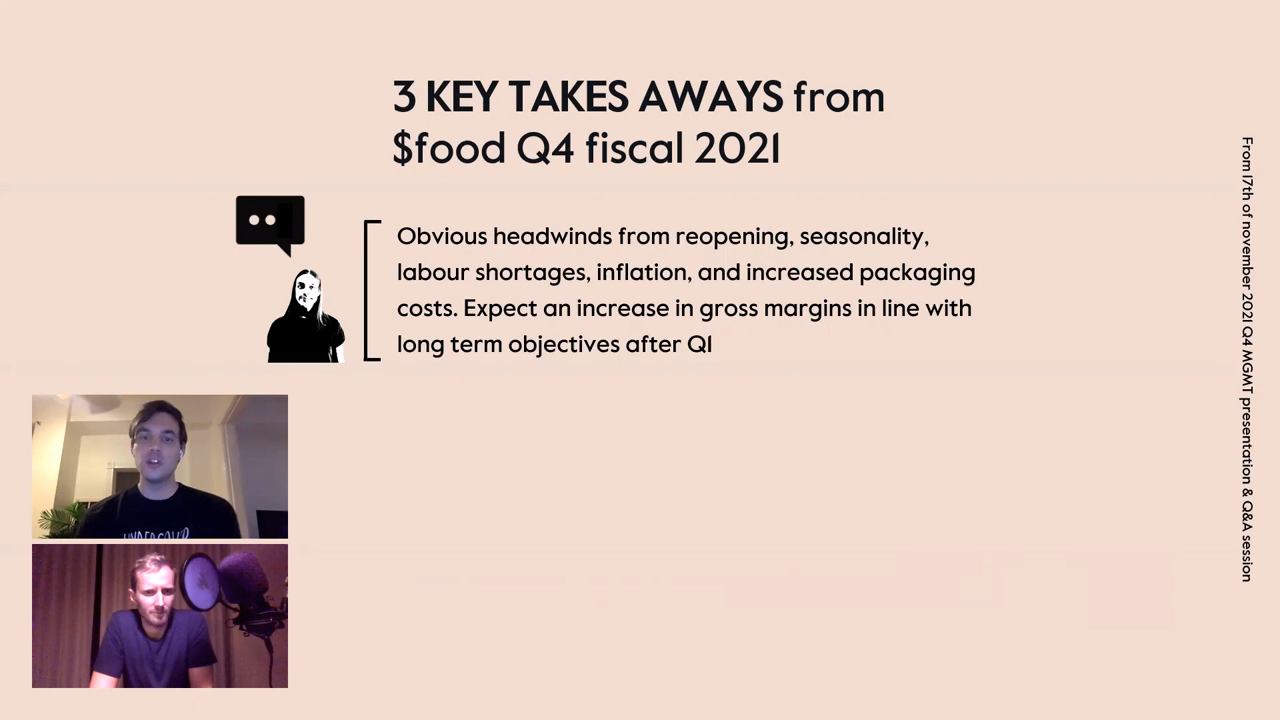 3 KEY TAKES AWAYS from
$food Q4 fiscal 2021
Obvious headwinds from reopening, seasonality,
labour shortages, inflation, and increased packaging
costs. Expect an increase in gross margins in line with
long term objectives after Q1
From 17th of november 2021 Q4 MGMT presentation & Q&A session